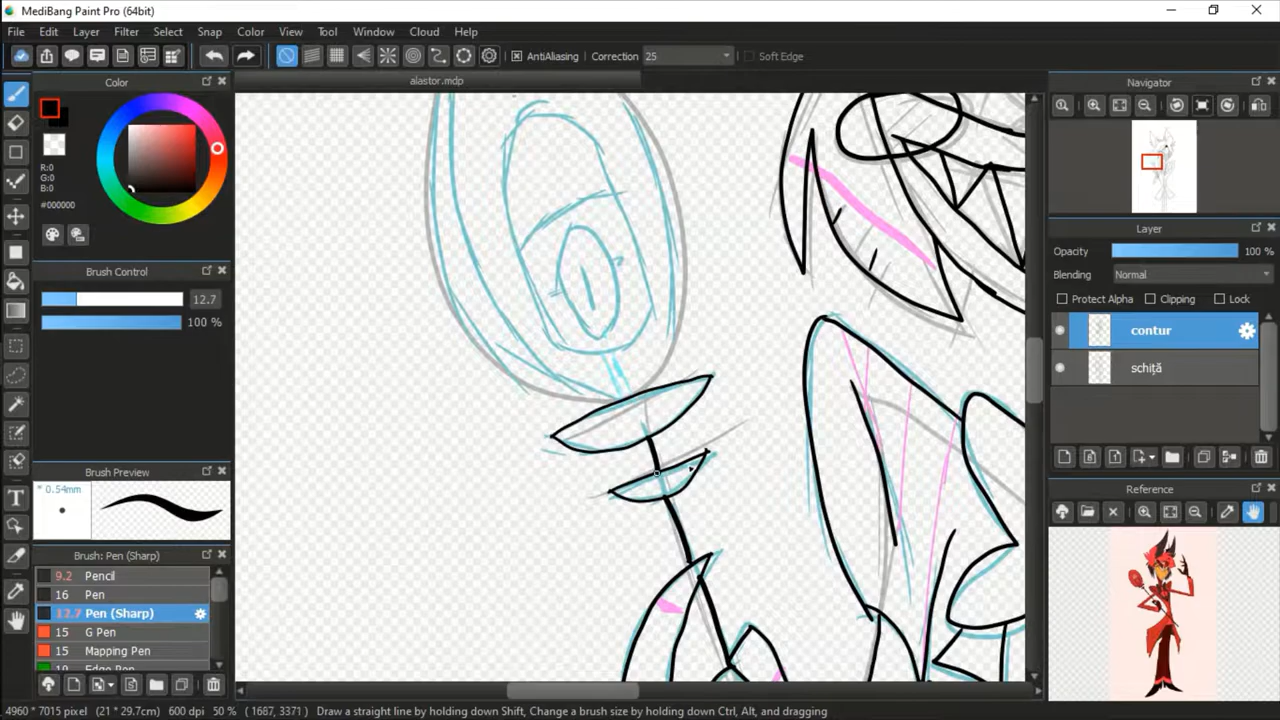 MediBang Paint Pro (64bit)
File Edit Layer Filter Select Snap Color View Tool Window Cloud Help
AntiAliasing Correction 25 Soft Edge
Color
alastor.mdp
Navigator
R:0
G:0
B:0
#000000
Layer
Opacity 100 %
Brush Control
Blending Normal
12.7
Protect Alpha Clipping Lock
100 %
contur
schiță
Brush Preview
* 0.54mm
Reference
Brush: Pen (Sharp)
9.2 Pencil
16 Pen
12.7 Pen (Sharp)
15 G Pen
15 Mapping Pen
10 Edge Pen
4960 * 7015 pixel (21 * 29.7cm) 600 dpi 50 % ( 1687, 3371 ) Draw a straight line by holding down Shift, Change a brush size by holding down Ctrl, Alt, and dragging